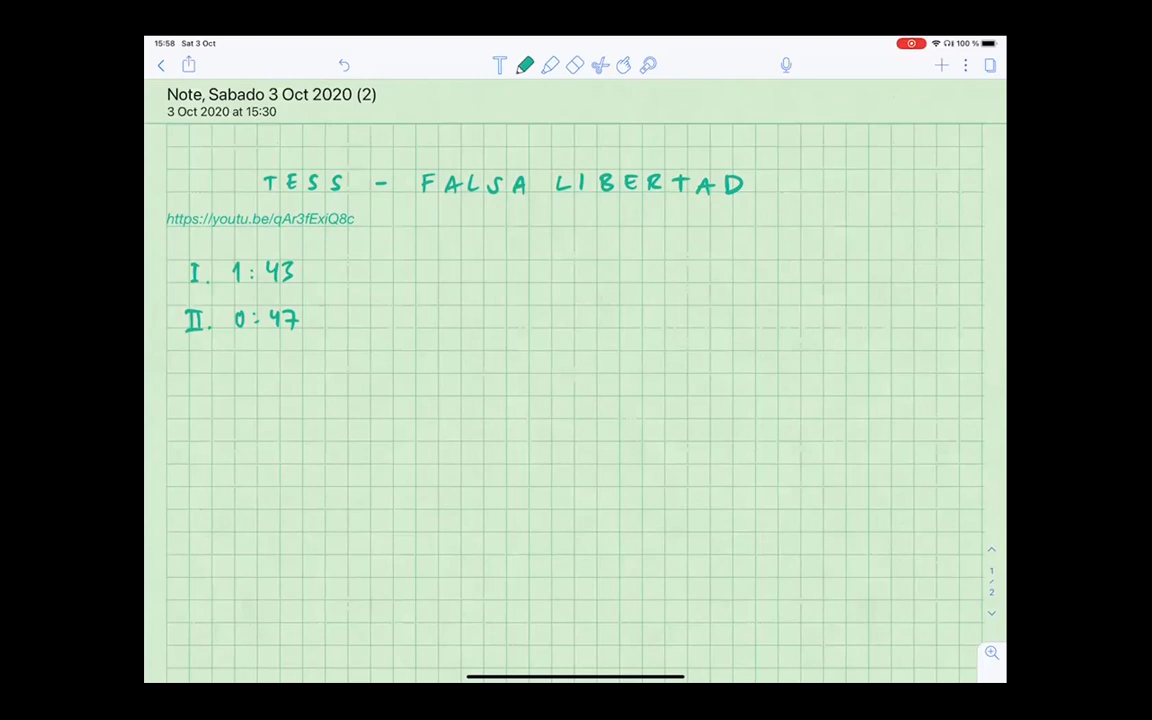 15:58 Sat 3 Oct 100 %
Note, Sabado 3 Oct 2020 (2)
3 Oct 2020 at 15:30
TESS - FALSA LIBERTAD
https://youtu.be/qAr3fExiQ8c
I. 1:43
II. 0:47
1
/
2